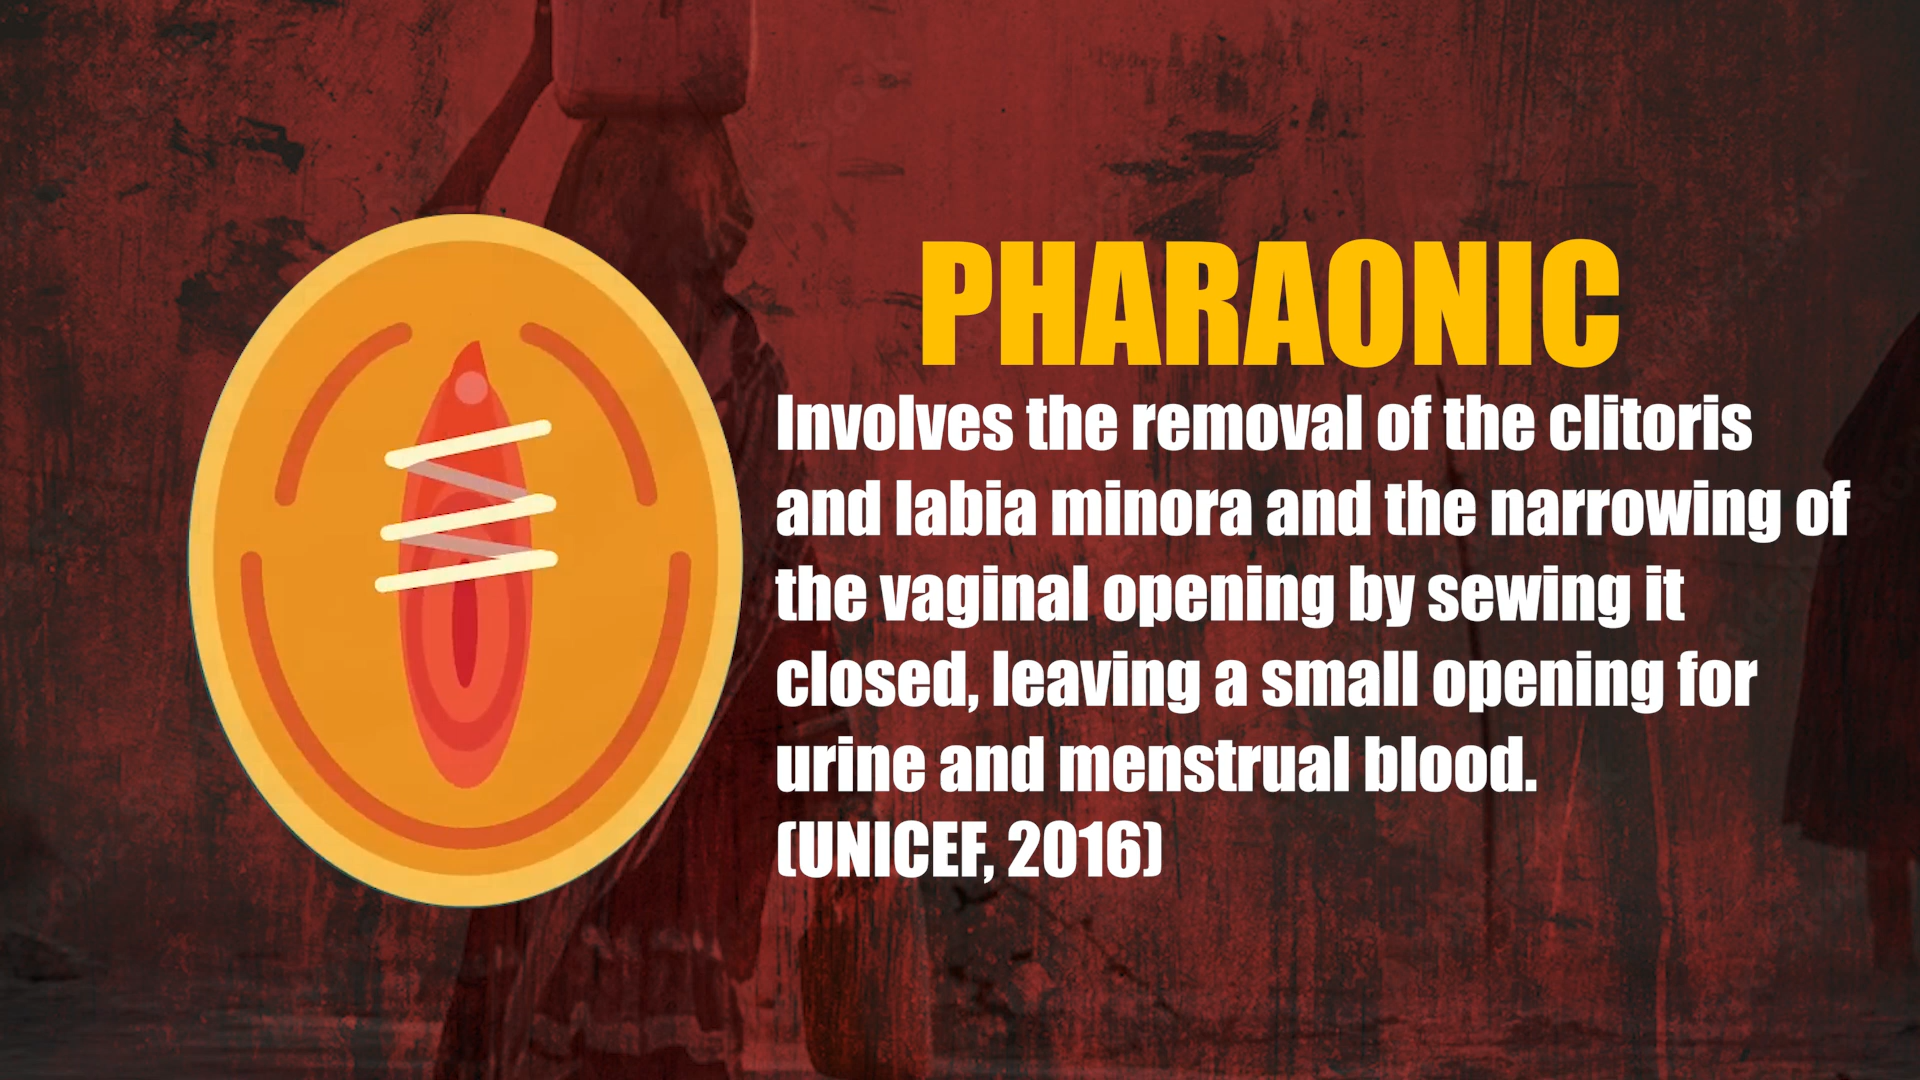 PHARAONIC
Involves the removal of the clitoris
and labia minora and the narrowing of
the vaginal opening by sewing it
closed, leaving a small opening for
urine and menstrual blood.
(UNICEF, 2016)